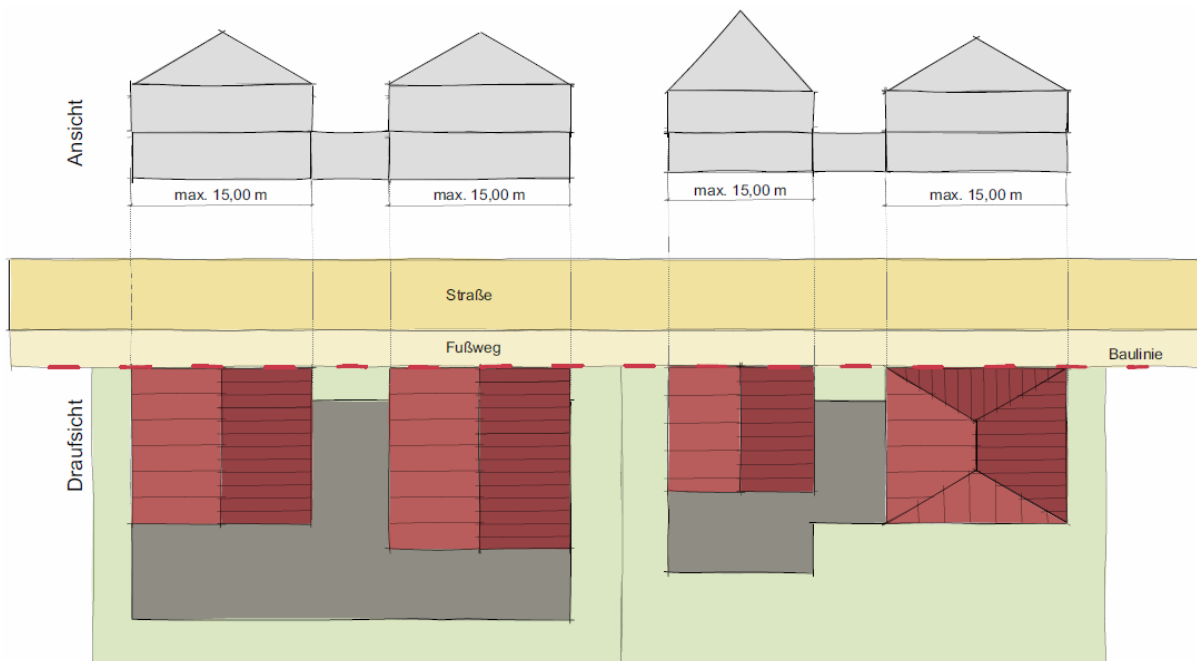 Ansicht
max. 15,00 m
max. 15,00 m
max. 15,00 m
max. 15,00 m
Straße
Fußweg
Baulinie
Draufsicht